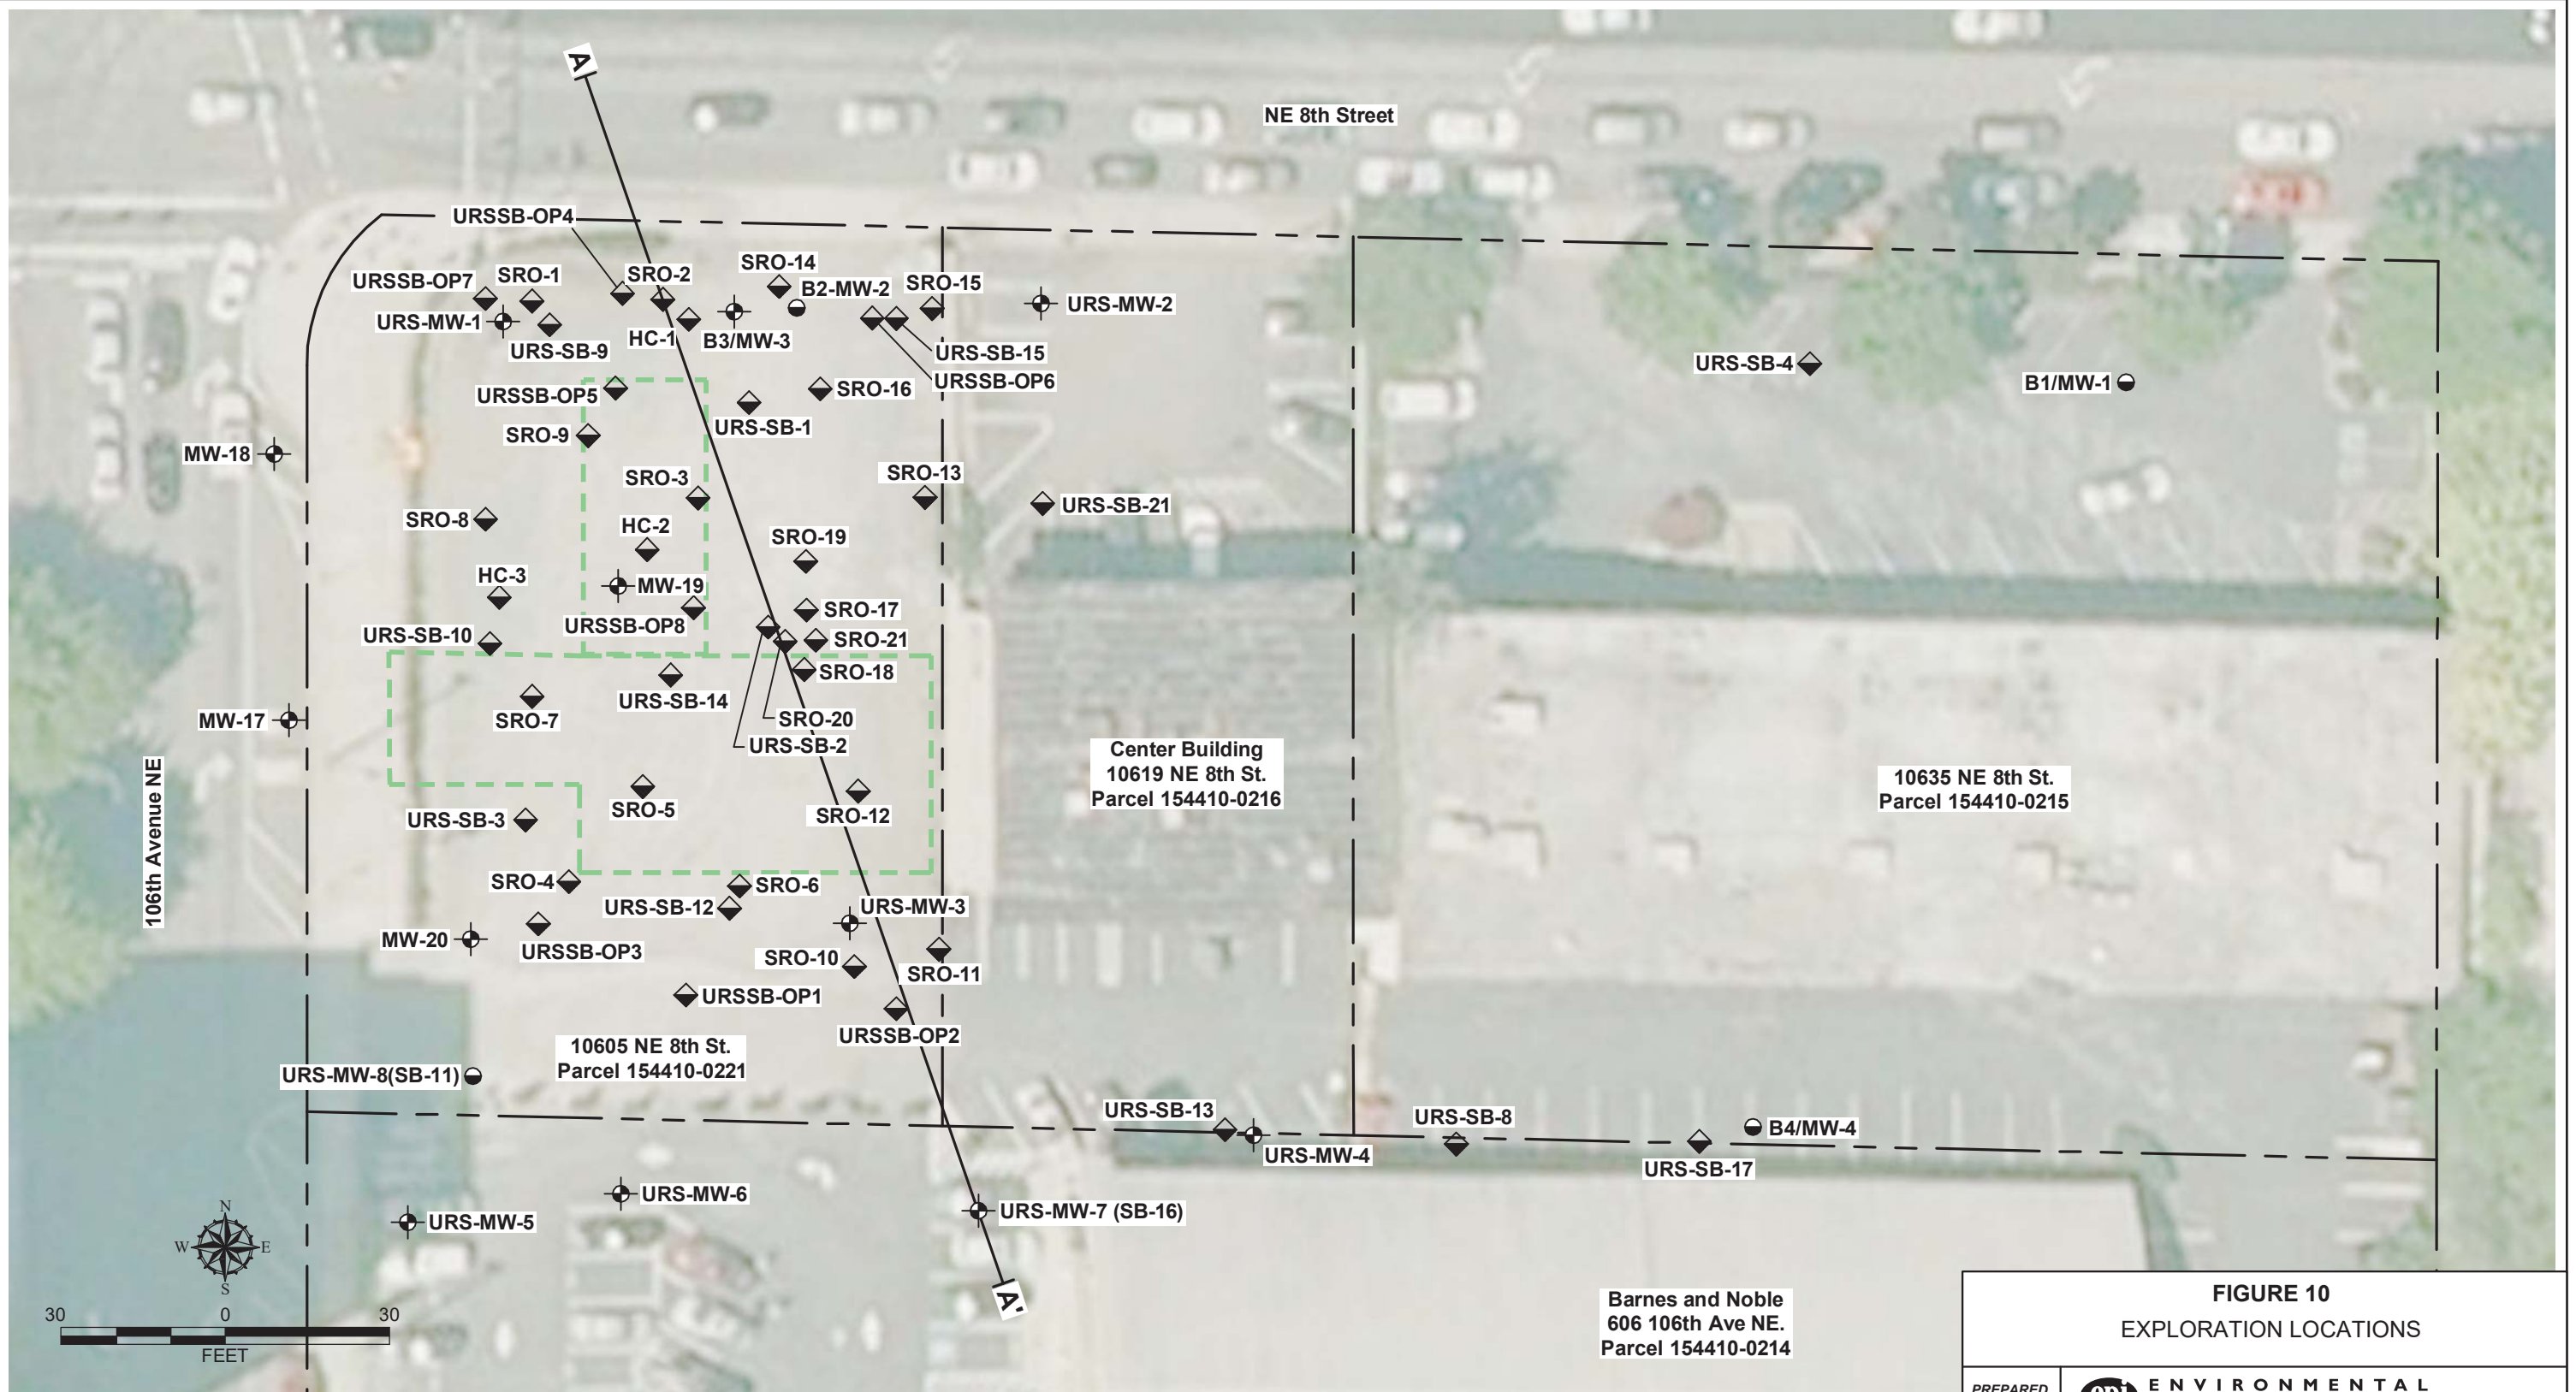 A
NE 8th Street
URSSB-OP4
URSSB-OP7
SRO-1
SRO-2
SRO-14
B2-MW-2
SRO-15
URS-MW-2
URS-MW-1
URS-SB-9
HC-1
B3/MW-3
URS-SB-15
URSSB-OP6
URS-SB-4
B1/MW-1
URSSB-OP5
SRO-16
URS-SB-1
SRO-9
MW-18
SRO-3
SRO-13
URS-SB-21
SRO-8
HC-2
SRO-19
HC-3
MW-19
SRO-17
URSSB-OP8
URS-SB-10
SRO-21
SRO-18
URS-SB-14
SRO-7
SRO-20
MW-17
URS-SB-2
Center Building
10619 NE 8th St.
Parcel 154410-0216
10635 NE 8th St.
Parcel 154410-0215
106th Avenue NE
SRO-5
SRO-12
URS-SB-3
SRO-4
SRO-6
URS-SB-12
URS-MW-3
MW-20
URSSB-OP3
SRO-10
SRO-11
URSSB-OP1
URSSB-OP2
10605 NE 8th St.
Parcel 154410-0221
URS-MW-8(SB-11)
URS-SB-13
URS-MW-4
URS-SB-8
B4/MW-4
URS-SB-17
URS-MW-6
URS-MW-5
URS-MW-7 (SB-16)
A'
N
W E
S
30 0 30
FEET
Barnes and Noble
606 106th Ave NE.
Parcel 154410-0214
FIGURE 10
EXPLORATION LOCATIONS
PREPARED
epi
ENVIRONMENTAL